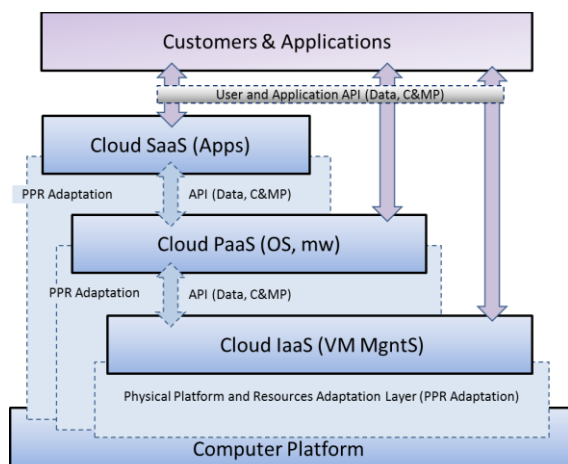 Customers & Applications
User and Application API (Data, C&MP)
Cloud SaaS (Apps)
PPR Adaptation
API (Data, C&MP)
Cloud PaaS (OS, mw)
PPR Adaptation
API (Data, C&MP)
Cloud IaaS (VM MgntS)
Physical Platform and Resources Adaptation Layer (PPR Adaptation)
Computer Platform